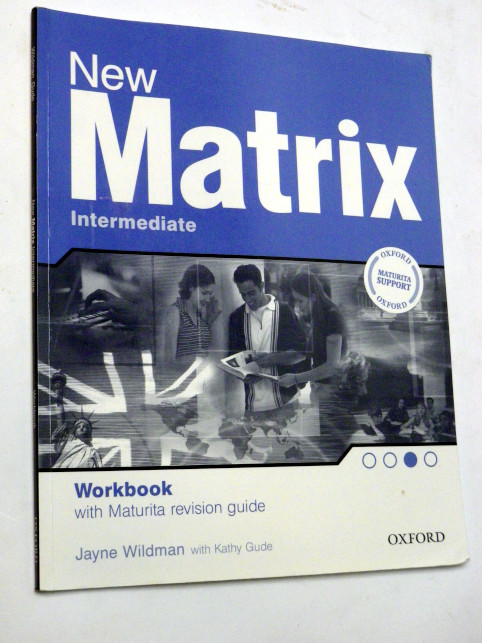 New
Matrix
Intermediate
OXFORD
MATURITA
SUPPORT
OXFORD
Workbook
with Maturita revision guide
Jayne Wildman with Kathy Gude
OXFORD